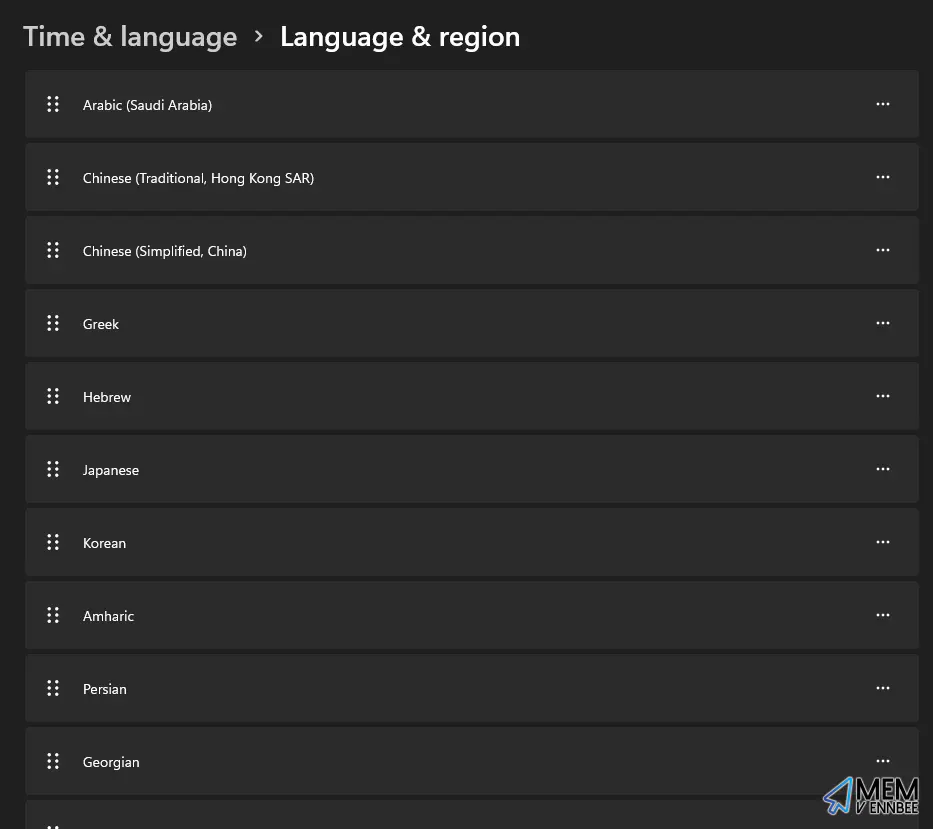 Time & language > Language & region
Arabic (Saudi Arabia)
Chinese (Traditional, Hong Kong SAR)
Chinese (Simplified, China)
Greek
Hebrew
Japanese
Korean
Amharic
Persian
Georgian
MEM
VENNBEE